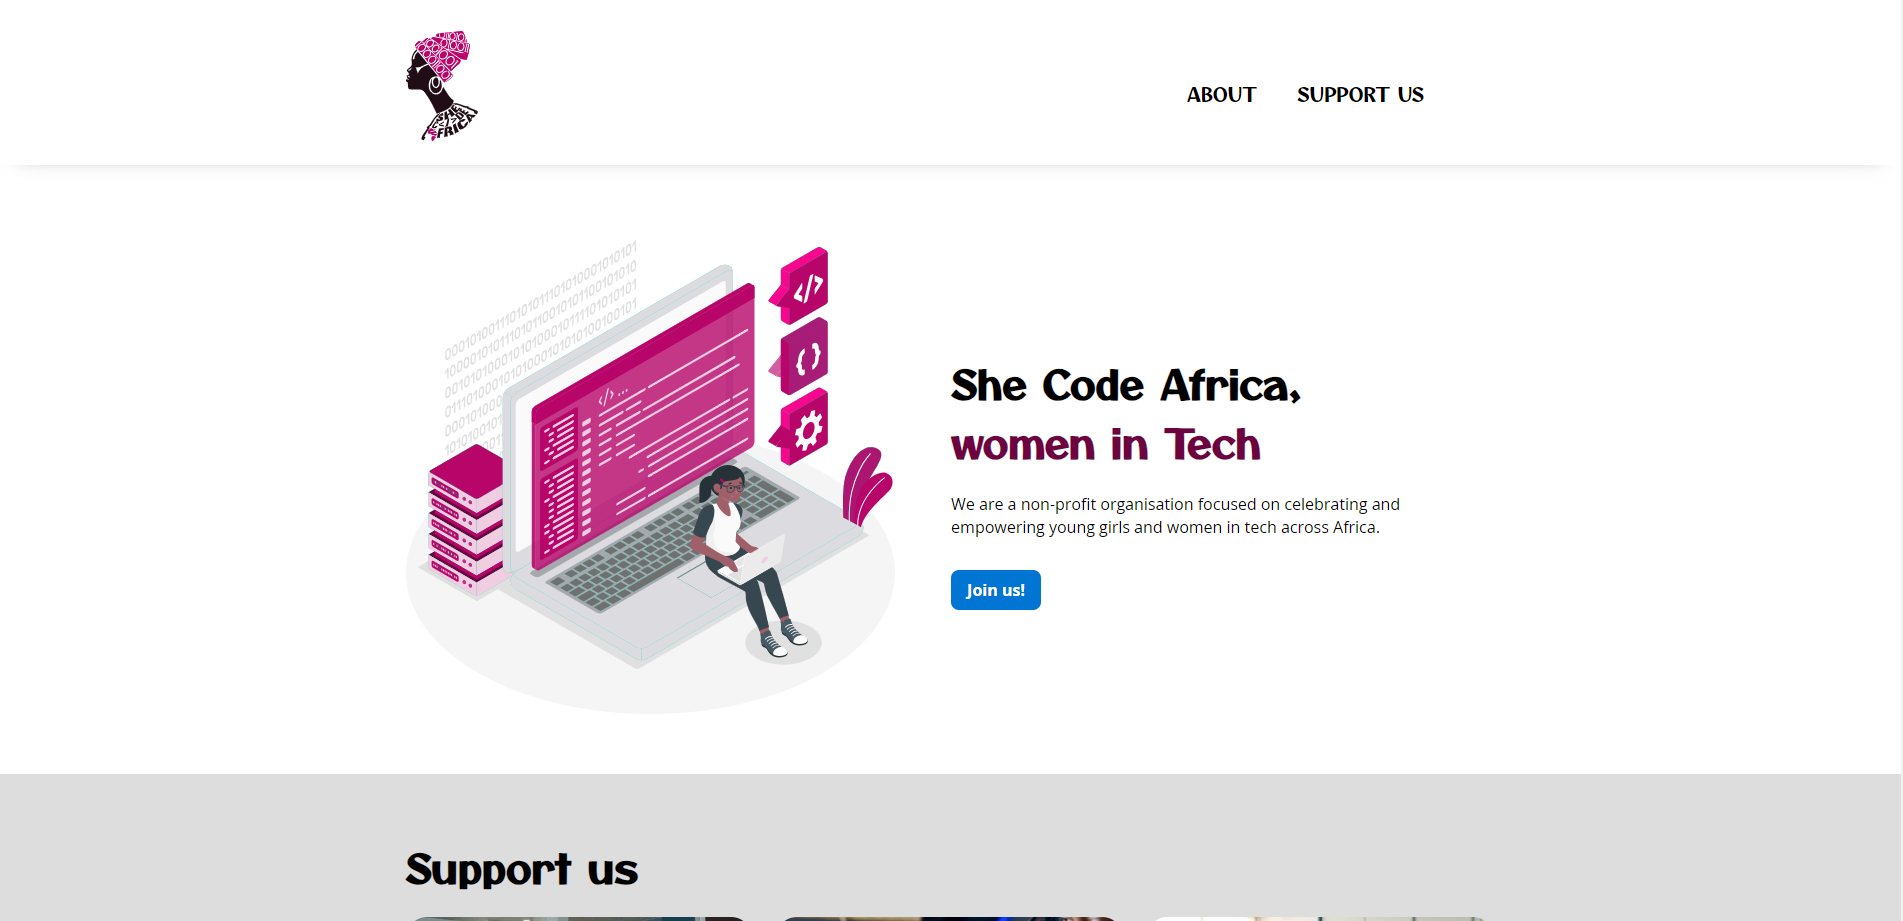 SHE
CODE
AFRICA
ABOUT
SUPPORT US
She Code Africa,
women in Tech
We are a non-profit organisation focused on celebrating and
empowering young girls and women in tech across Africa.
Join us!
Support us